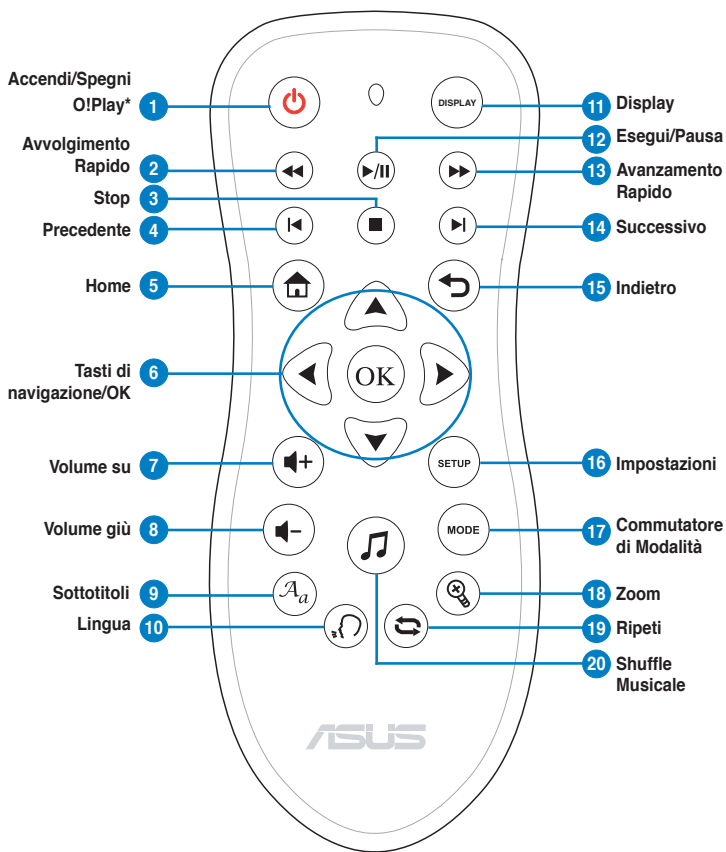 Accendi/Spegni
O!Play*
1
DISPLAY
11 Display
12 Esegui/Pausa
Avvolgimento
Rapido
2
13 Avanzamento
Rapido
Stop 3
Precedente 4
14 Successivo
Home 5
15 Indietro
Tasti di
navigazione/OK
6
OK
Volume su 7
SETUP
16 Impostazioni
Volume giù 8
MODE
17 Commutatore
di Modalità
Sottotitoli 9
Aa
18 Zoom
Lingua 10
19 Ripeti
20 Shuffle
Musicale
ASUS